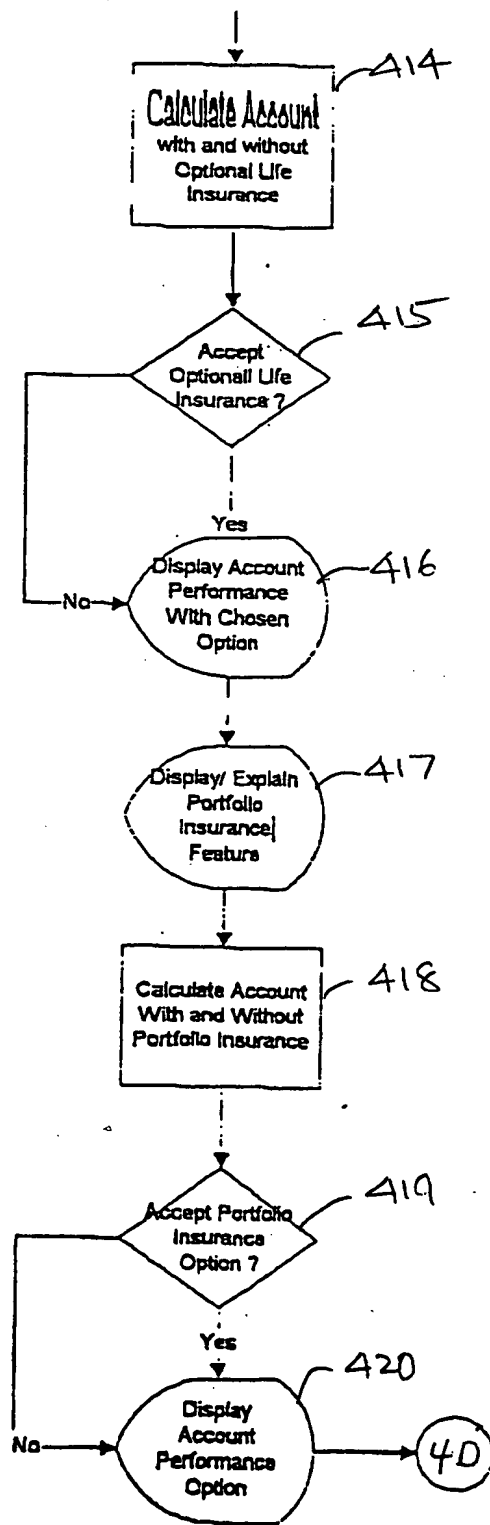 414
Calculate Account
with and without
Optional Life
Insurance
415
Accept
Optionall Life
Insurance ?
Yes
No
416
Display Account
Performance
With Chosen
Option
417
Display/ Explain
Portfolio
Insurance
Feature
418
Calculate Account
With and Without
Portfolio Insurance
419
Accept Portfolio
Insurance
Option ?
Yes
No
420
Display
Account
Performance
Option
4D